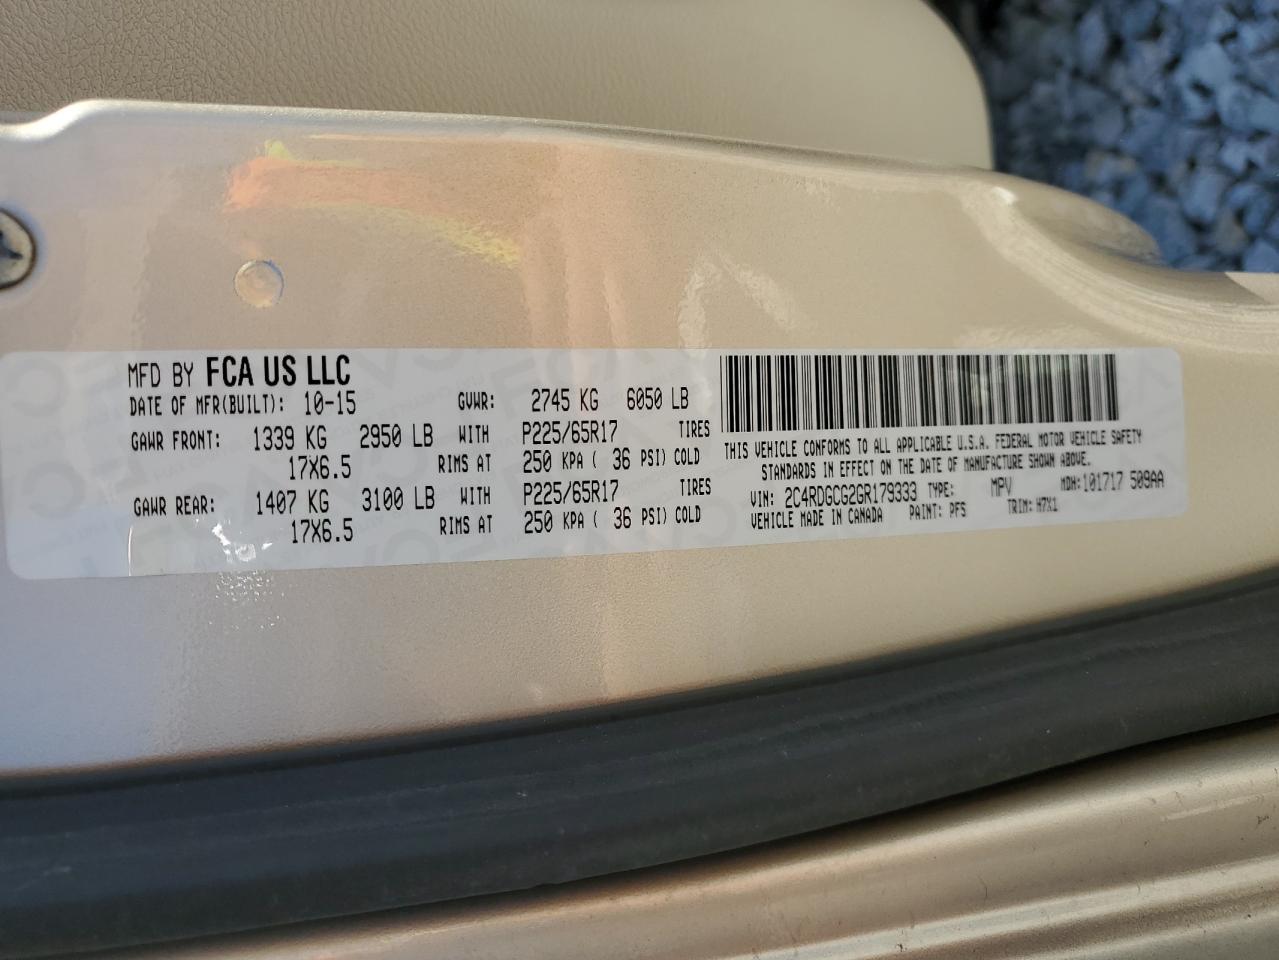 MFD BY FCA US LLC
DATE OF MFR(BUILT): 10-15 GVWR: 2745 KG 6050 LB
GAWR FRONT: 1339 KG 2950 LB WITH P225/65R17 TIRES
17X6.5 RIMS AT 250 KPA ( 36 PSI) COLD
GAWR REAR: 1407 KG 3100 LB WITH P225/65R17 TIRES
17X6.5 RIMS AT 250 KPA ( 36 PSI) COLD
THIS VEHICLE CONFORMS TO ALL APPLICABLE U.S.A. FEDERAL MOTOR VEHICLE SAFETY
STANDARDS IN EFFECT ON THE DATE OF MANUFACTURE SHOWN ABOVE.
VIN: 2C4RDGCG2GR179333 TYPE: MPV MDH:101717 509AA
VEHICLE MADE IN CANADA PAINT: PFS TRIM: H7X1